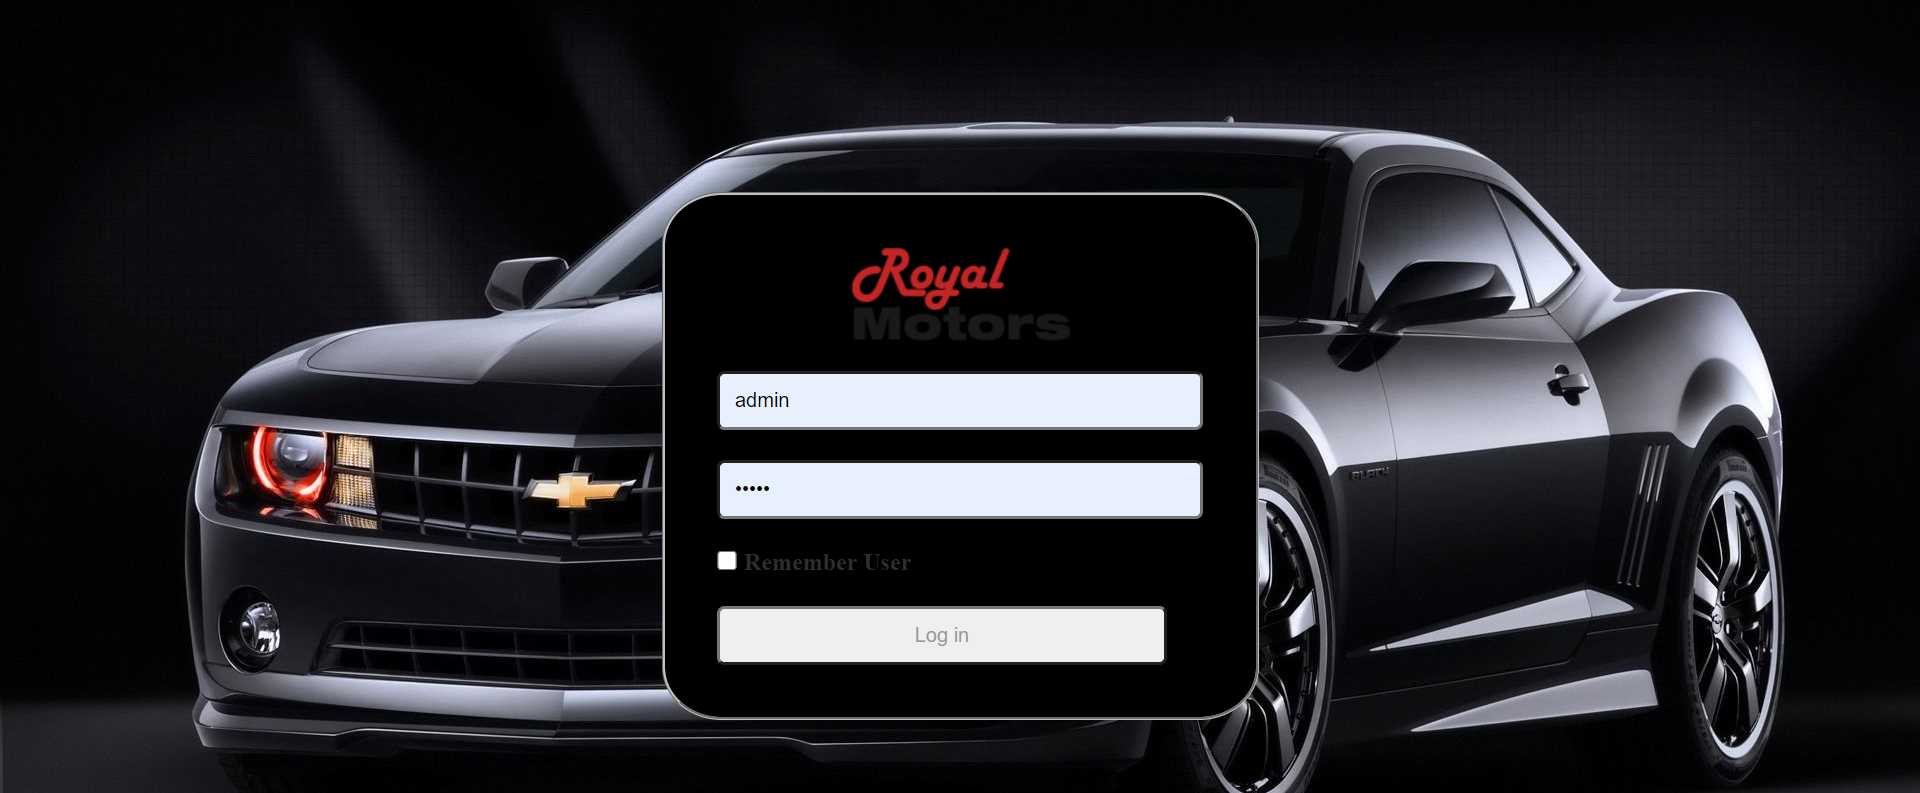 Royal
Motors
admin
•••••
Remember User
Log in